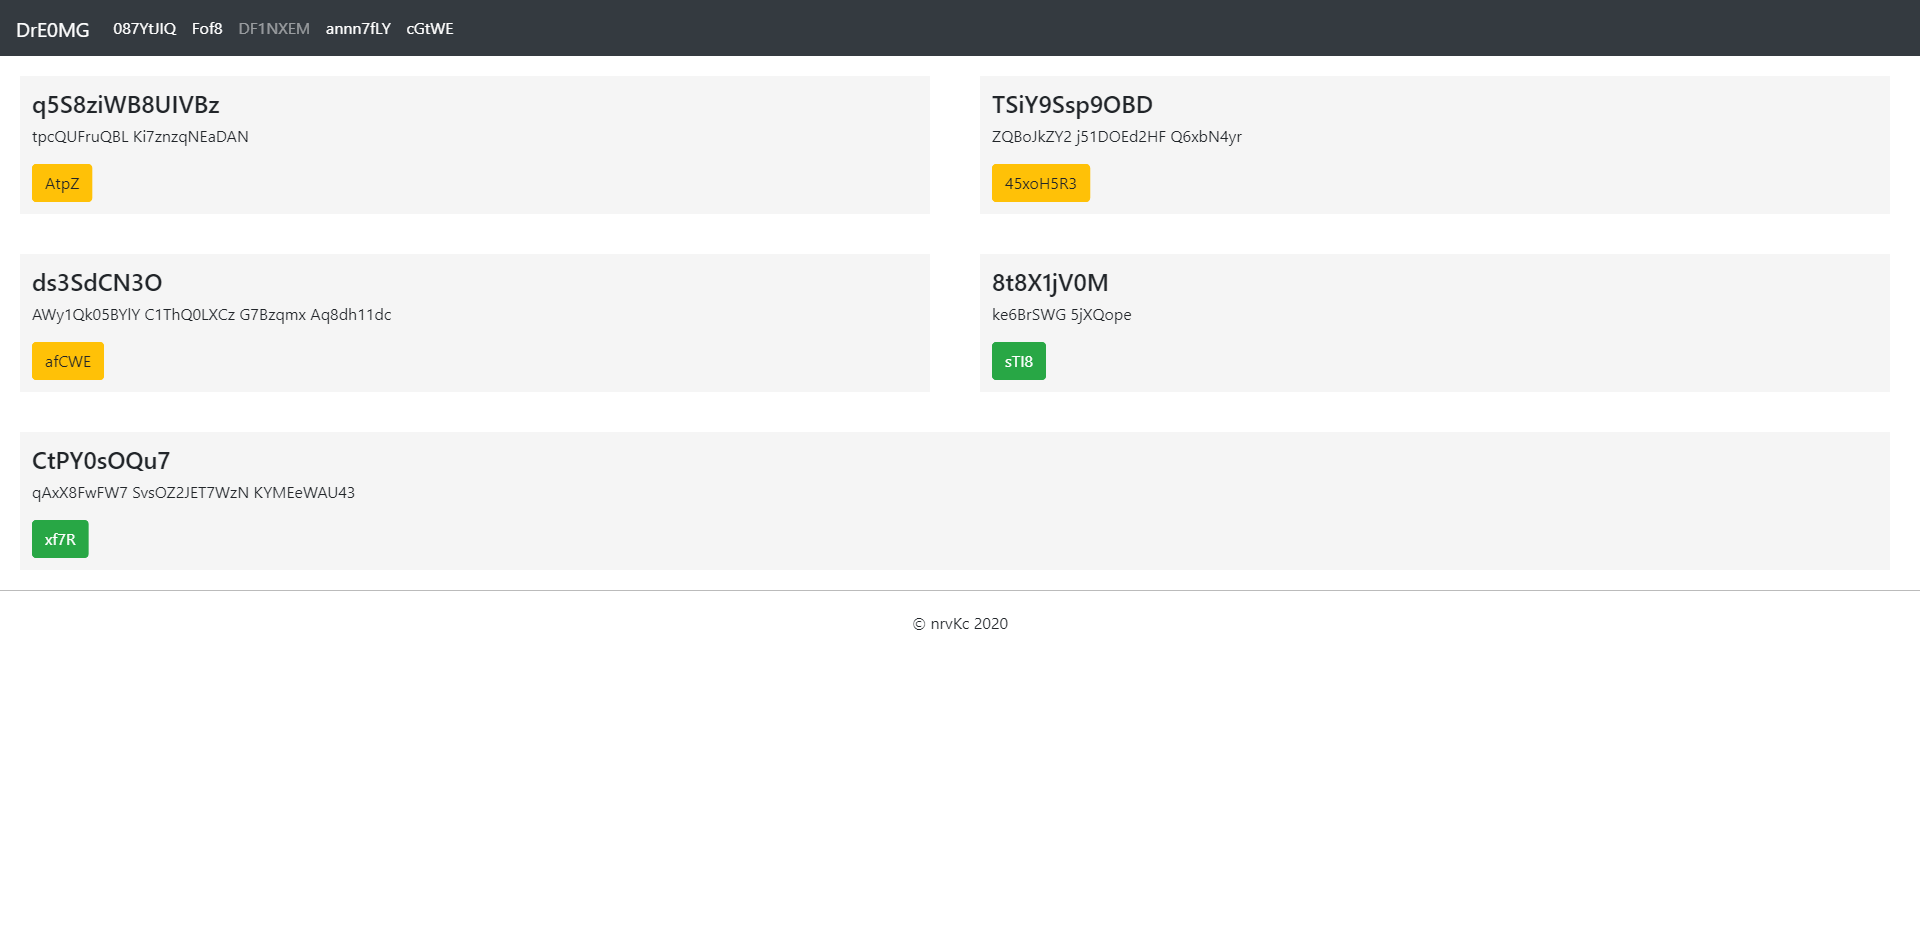 DrE0MG 087YtJIQ Fof8 DF1NXEM annn7fLY cGtWE
q5S8ziWB8UIVBz
tpcQUFruQBL Ki7znzqNEaDAN
AtpZ
TSiY9Ssp9OBD
ZQBoJkZY2 j51DOEd2HF Q6xbN4yr
45xoH5R3
ds3SdCN3O
AWy1Qk05BYlY C1ThQ0LXCz G7Bzqmx Aq8dh11dc
afCWE
8t8X1jV0M
ke6BrSWG 5jXQope
sTI8
CtPY0sOQu7
qAxX8FwFW7 SvsOZ2JET7WzN KYMEeWAU43
xf7R
© nrvKc 2020